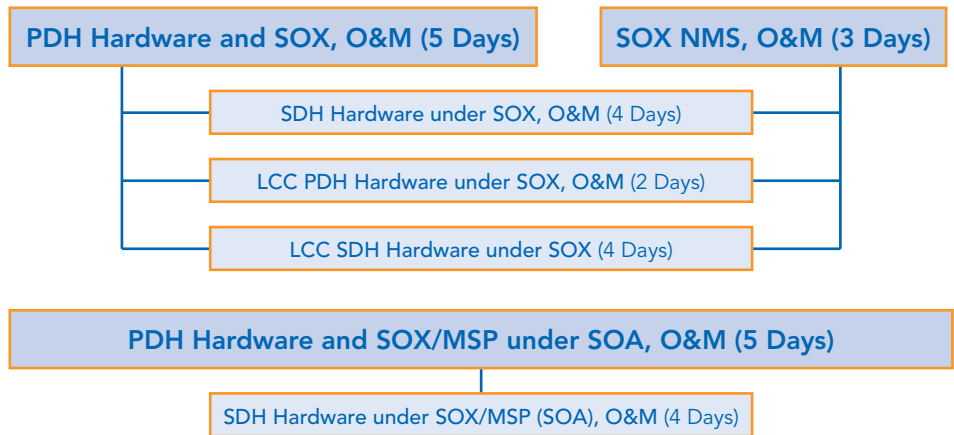 PDH Hardware and SOX, O&M (5 Days)
SOX NMS, O&M (3 Days)
SDH Hardware under SOX, O&M (4 Days)
LCC PDH Hardware under SOX, O&M (2 Days)
LCC SDH Hardware under SOX (4 Days)
PDH Hardware and SOX/MSP under SOA, O&M (5 Days)
SDH Hardware under SOX/MSP (SOA), O&M (4 Days)